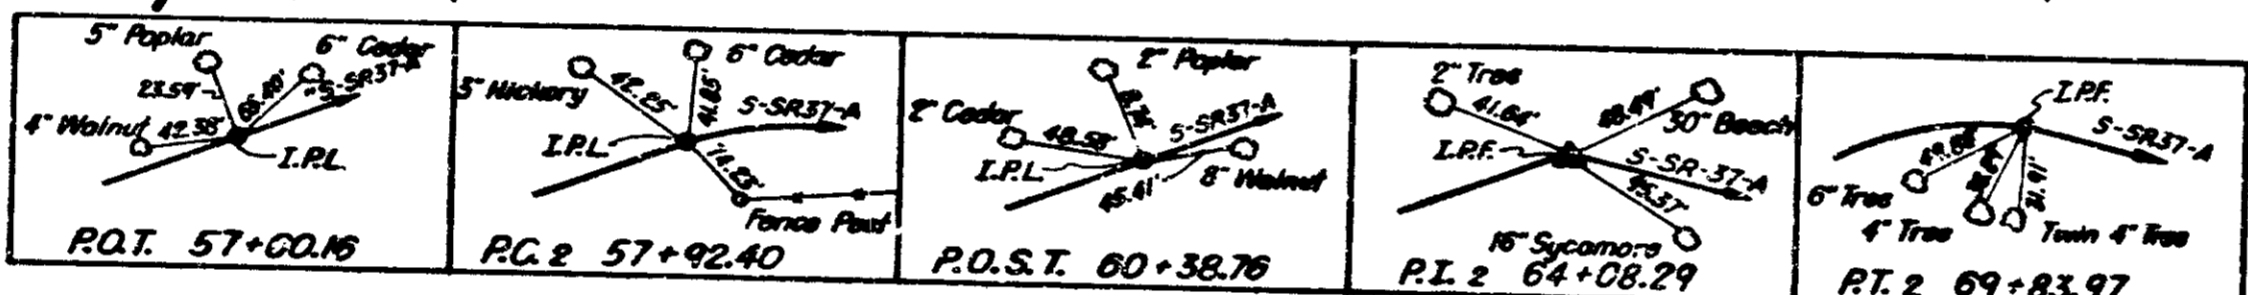 5" Poplar
6" Cedar
23.59'
S-SR37-A
4" Walnut
42.38'
I.P.L.
P.O.T. 57+00.16
6" Cedar
5" Hickory
42.25'
41.85'
S-SR37-A
I.P.L.
14.23'
Fence Post
P.C. 2 57+92.40
2" Poplar
2" Cedar
48.58'
S-SR37-A
I.P.L.
45.41'
8" Walnut
P.O.S.T. 60+38.76
2" Tree
41.64'
30" Beech
I.P.F.
S-SR-37-A
45.37'
16" Sycamore
P.I. 2 64+08.29
I.P.F.
S-SR37-A
6" Tree
4" Tree
Twin 4" Tree
P.T. 2 69+83.97